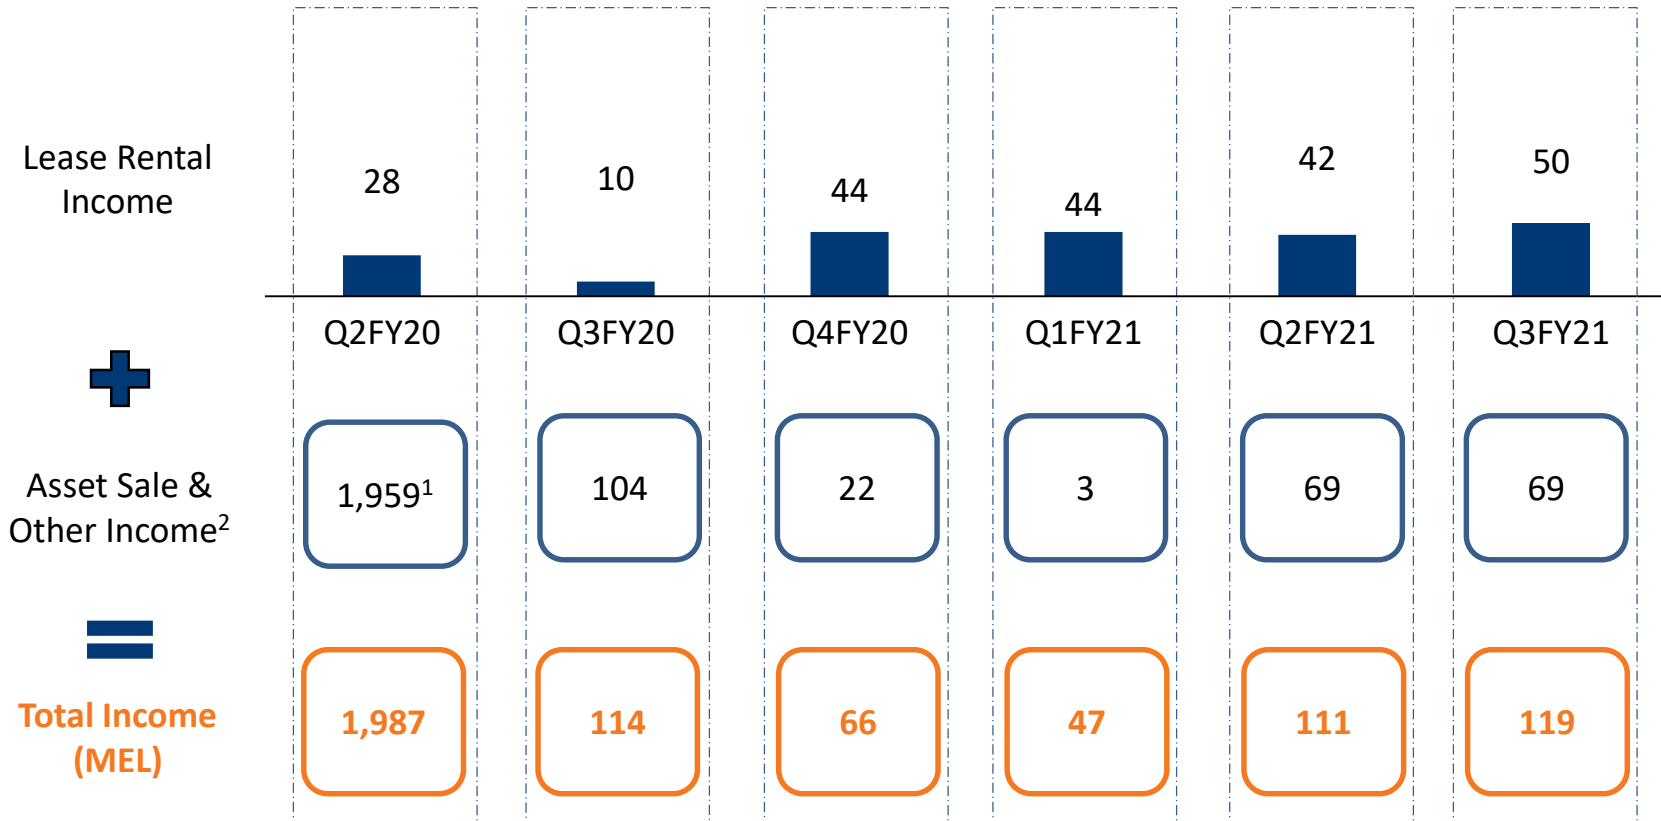 Lease Rental
Income
28
10
44
44
42
50
Q2FY20
Q3FY20
Q4FY20
Q1FY21
Q2FY21
Q3FY21
Asset Sale &
Other Income²
1,959¹
104
22
3
69
69
Total Income
(MEL)
1,987
114
66
47
111
119